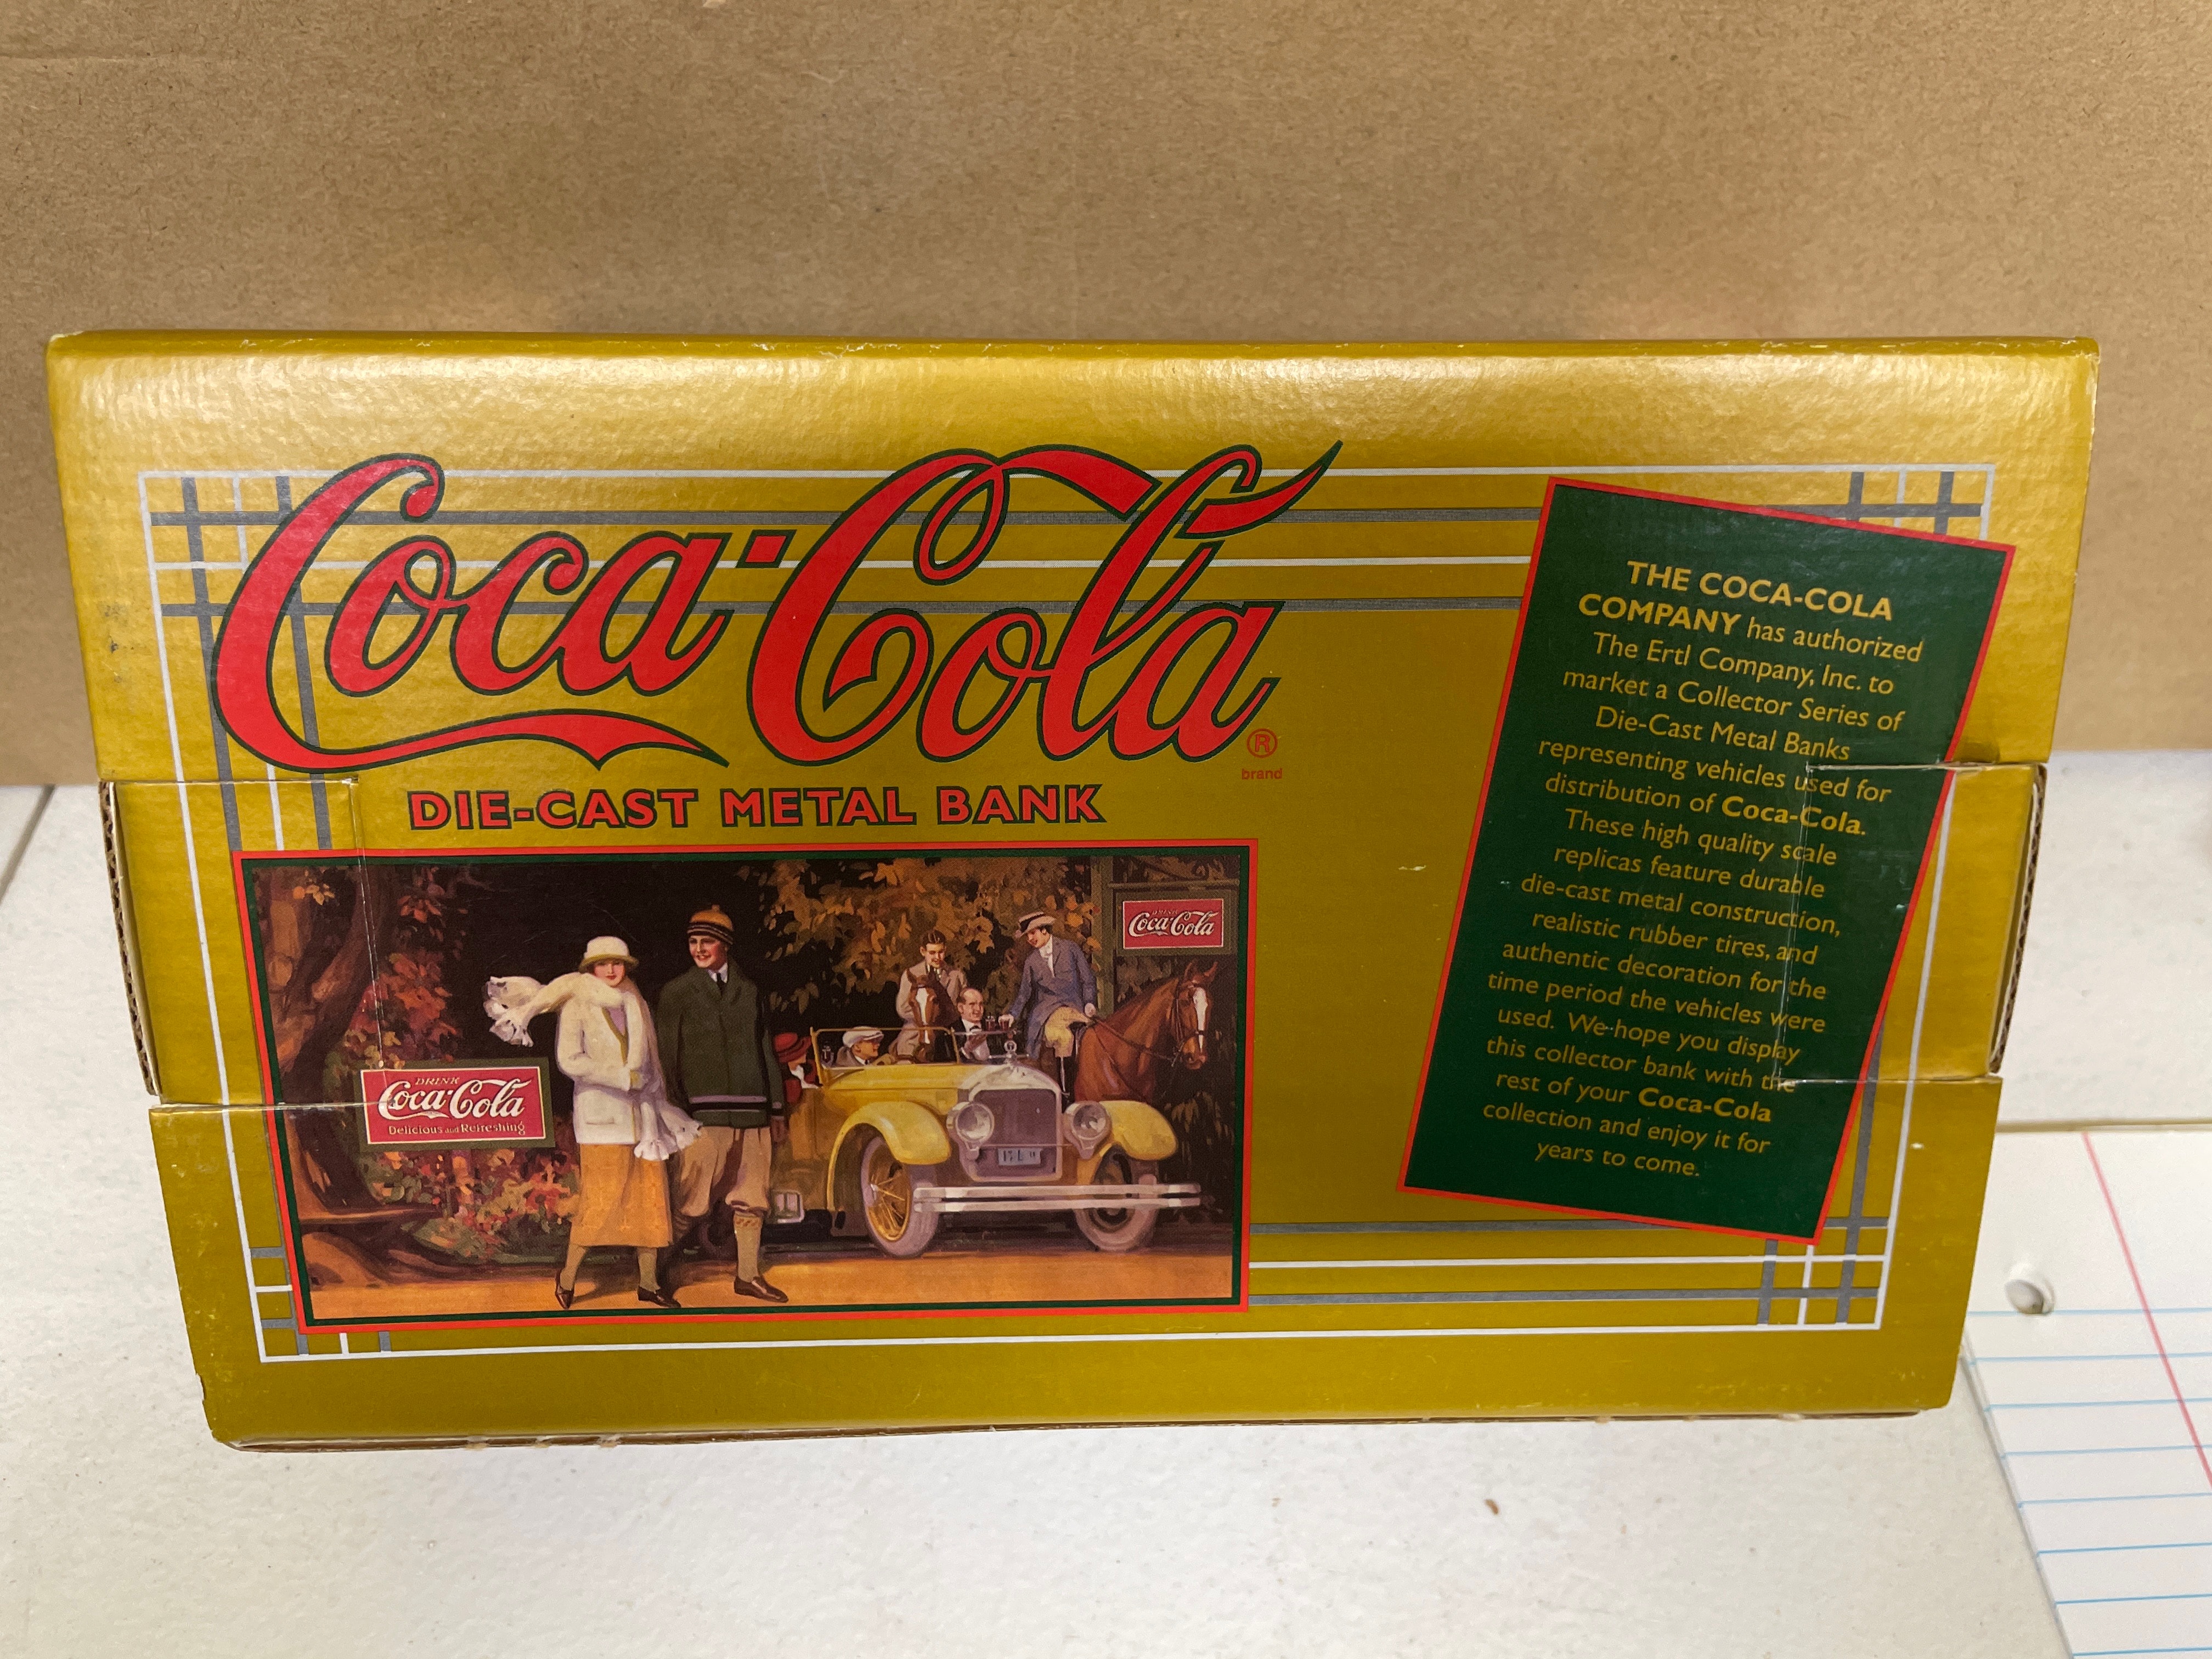 Coca-Cola
®
brand
DIE-CAST METAL BANK
DRINK
Coca-Cola
Delicious and Refreshing
Coca-Cola
THE COCA-COLA
COMPANY has authorized
The Ertl Company, Inc. to
market a Collector Series of
Die-Cast Metal Banks
representing vehicles used for
distribution of Coca-Cola.
These high quality scale
replicas feature durable
die-cast metal construction,
realistic rubber tires, and
authentic decoration for the
time period the vehicles were
used. We hope you display
this collector bank with the
rest of your Coca-Cola
collection and enjoy it for
years to come.